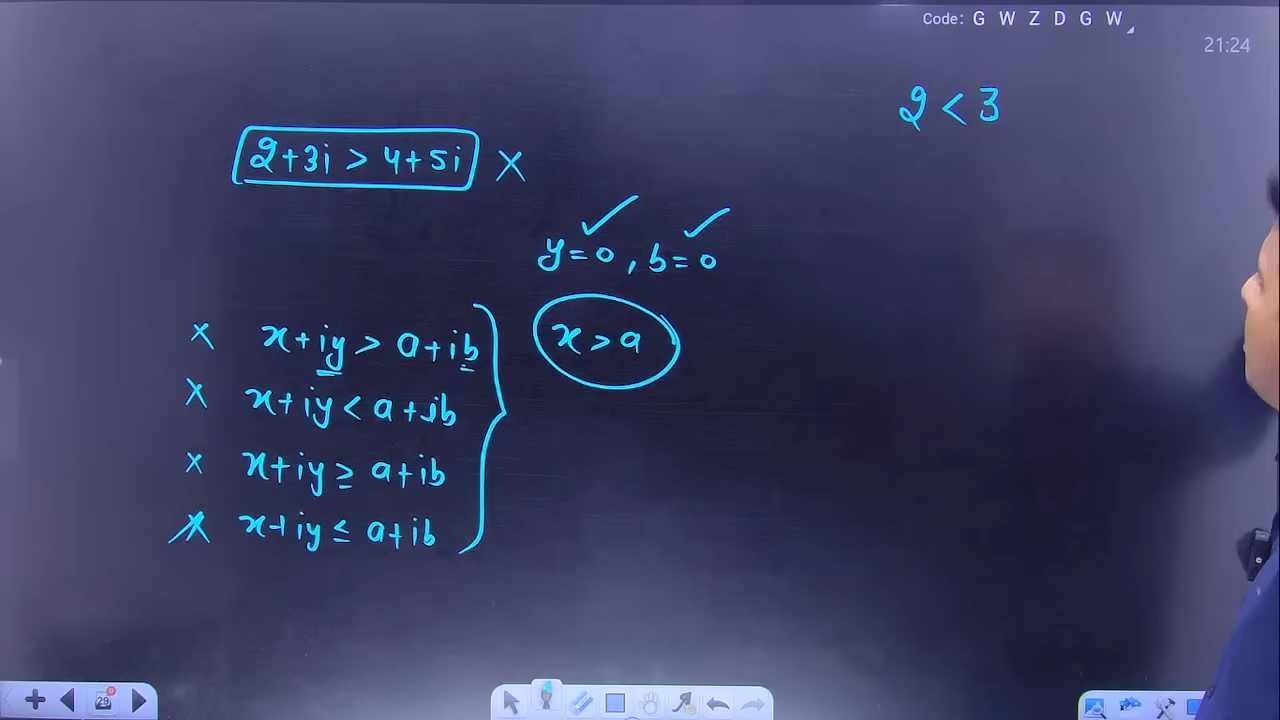 Code: G W Z D G W
21:24
2 < 3
2+3i > 4+5i ×
y=0, b=0
× x+iy > a+ib
x > a
× x+iy < a+ib
× x+iy ≥ a+ib
× x+iy ≤ a+ib
29